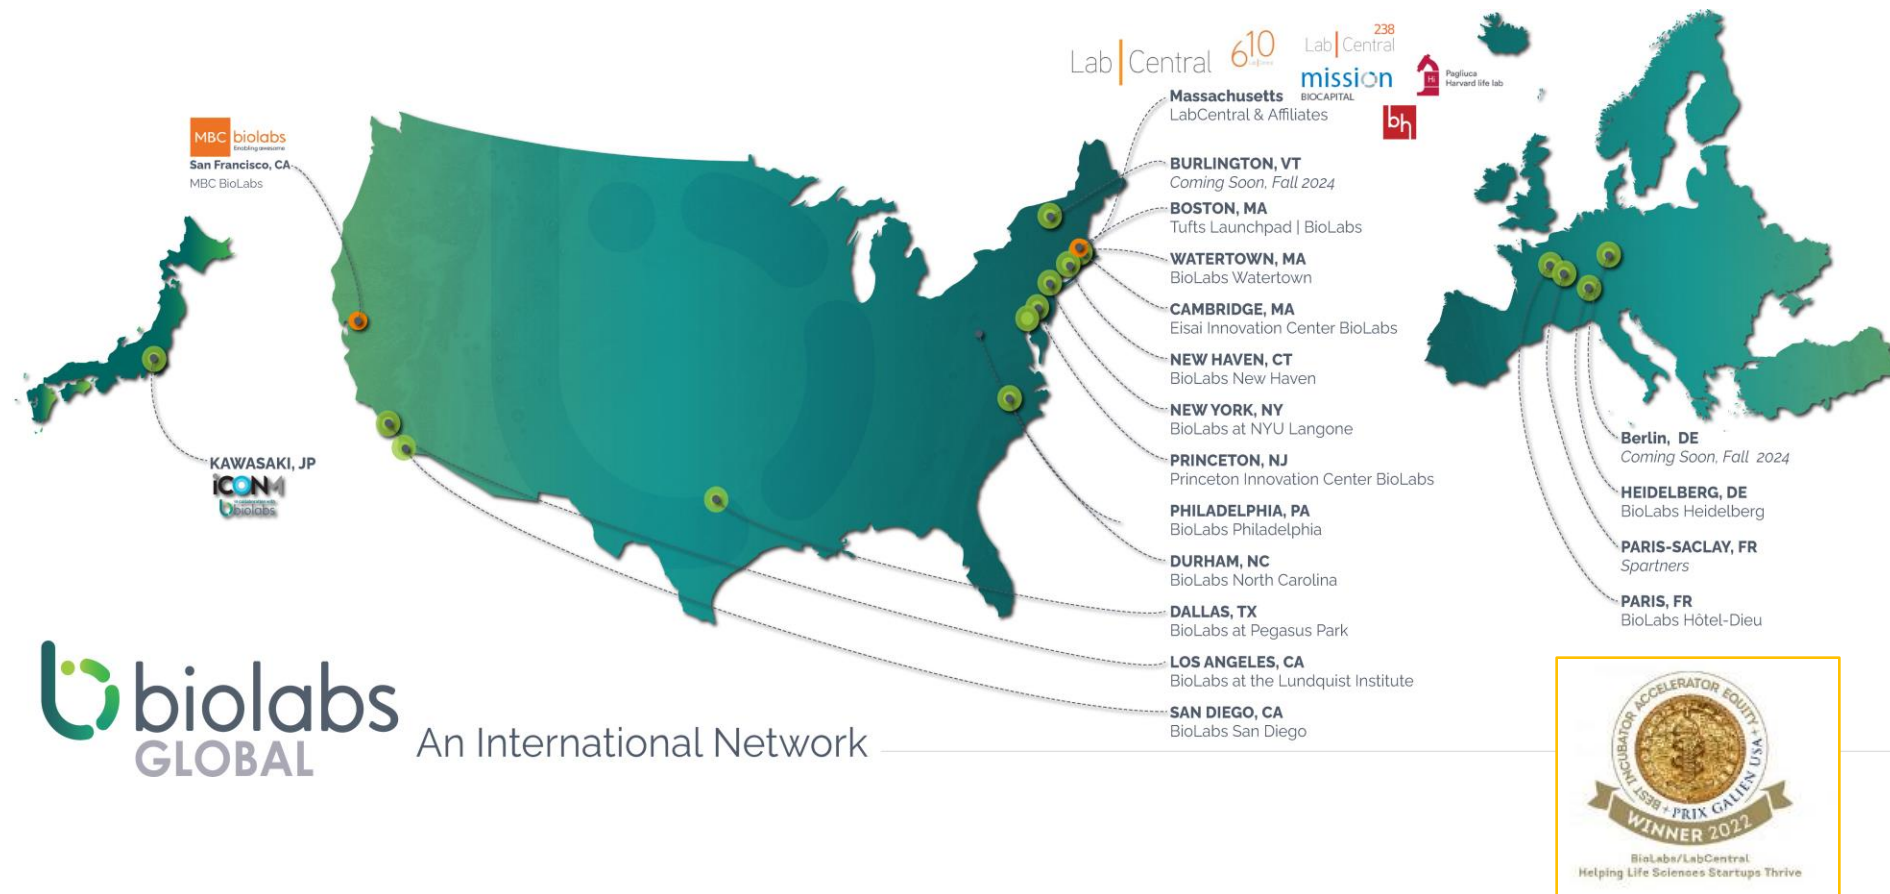 MBC biolabs
Enabling awesome
San Francisco, CA
MBC BioLabs
KAWASAKI, JP
iCONM
biolabs
Lab Central
610
238
Lab Central
mission
BIOCAPITAL
Hi
Pagliuca
Harvard life lab
bh
Massachusetts
LabCentral & Affiliates
BURLINGTON, VT
Coming Soon, Fall 2024
BOSTON, MA
Tufts Launchpad | BioLabs
WATERTOWN, MA
BioLabs Watertown
CAMBRIDGE, MA
Eisai Innovation Center BioLabs
NEW HAVEN, CT
BioLabs New Haven
NEW YORK, NY
BioLabs at NYU Langone
PRINCETON, NJ
Princeton Innovation Center BioLabs
PHILADELPHIA, PA
BioLabs Philadelphia
DURHAM, NC
BioLabs North Carolina
DALLAS, TX
BioLabs at Pegasus Park
LOS ANGELES, CA
BioLabs at the Lundquist Institute
SAN DIEGO, CA
BioLabs San Diego
Berlin, DE
Coming Soon, Fall 2024
HEIDELBERG, DE
BioLabs Heidelberg
PARIS-SACLAY, FR
Spartners
PARIS, FR
BioLabs Hôtel-Dieu
biolabs
GLOBAL
An International Network
BEST INCUBATOR ACCELERATOR EQUITY
PRIX GALIEN USA
WINNER 2022
BioLabs/LabCentral
Helping Life Sciences Startups Thrive